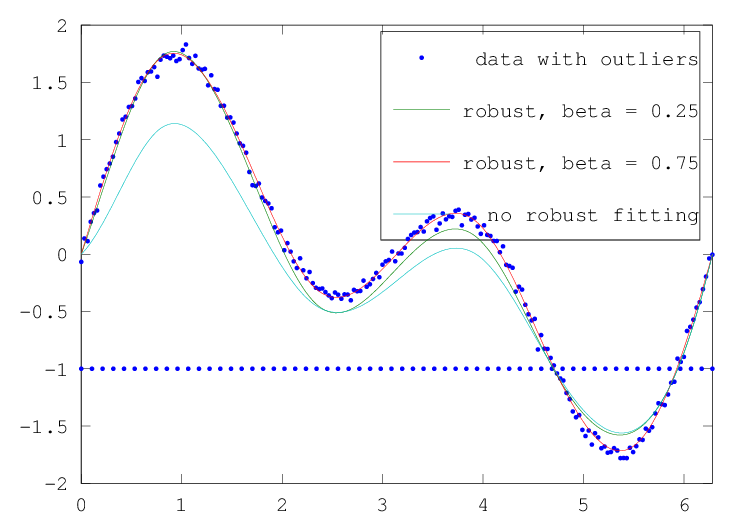 2
1.5
1
0.5
0
-0.5
-1
-1.5
-2
0 1 2 3 4 5 6
data with outliers
robust, beta = 0.25
robust, beta = 0.75
no robust fitting